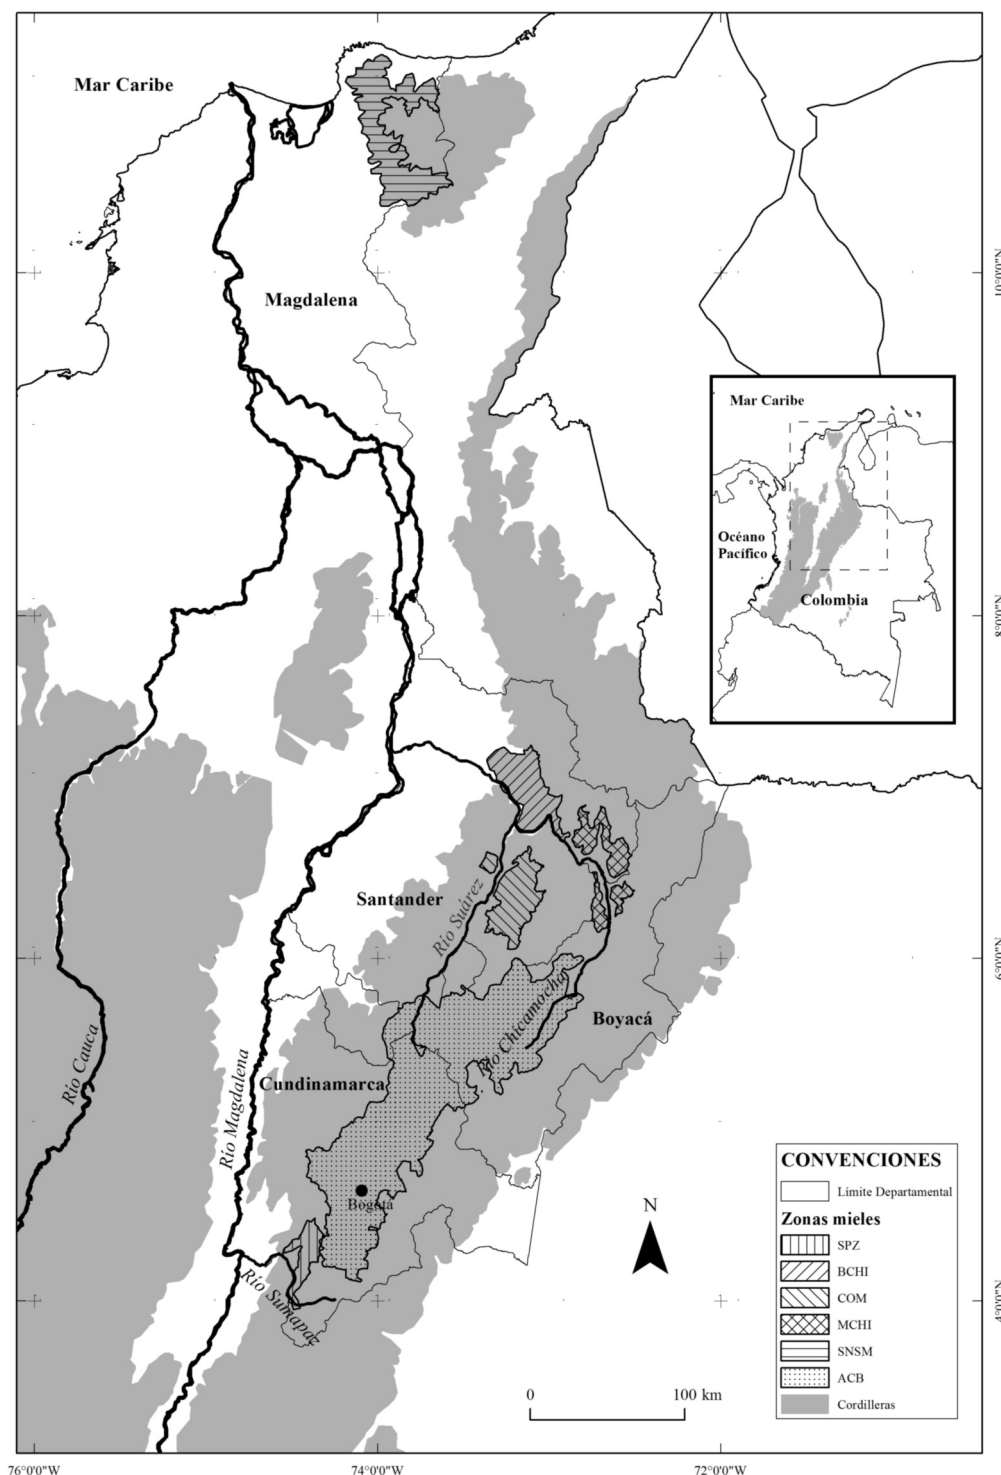 Mar Caribe
Magdalena
10°0'0"N
Mar Caribe
Océano
Pacífico
Colombia
8°0'0"N
Santander
Río Suárez
6°0'0"N
Río Chicamocha
Boyacá
Río Cauca
Río Magdalena
Cundinamarca
Bogotá
N
Río Sumapaz
4°0'0"N
CONVENCIONES
Límite Departamental
Zonas mieles
SPZ
BCHI
COM
MCHI
SNSM
ACB
Cordilleras
0 100 km
76°0'0"W 74°0'0"W 72°0'0"W